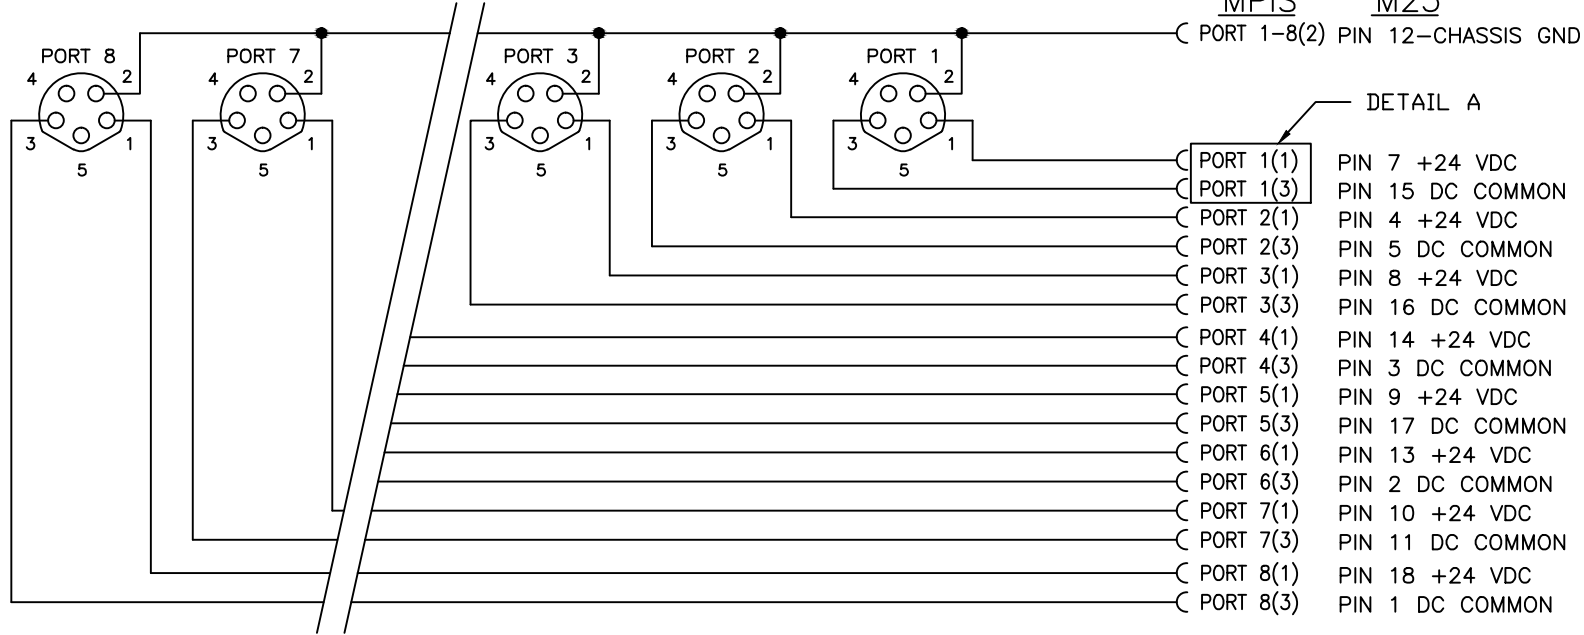 MPIS M23
PORT 1-8(2) PIN 12-CHASSIS GND
PORT 8 PORT 7 PORT 3 PORT 2 PORT 1
4 2 4 2 4 2 4 2 4 2
DETAIL A
3 1 3 1 3 1 3 1 3 1
5 5 5 5 5
PORT 1(1) PIN 7 +24 VDC
PORT 1(3) PIN 15 DC COMMON
PORT 2(1) PIN 4 +24 VDC
PORT 2(3) PIN 5 DC COMMON
PORT 3(1) PIN 8 +24 VDC
PORT 3(3) PIN 16 DC COMMON
PORT 4(1) PIN 14 +24 VDC
PORT 4(3) PIN 3 DC COMMON
PORT 5(1) PIN 9 +24 VDC
PORT 5(3) PIN 17 DC COMMON
PORT 6(1) PIN 13 +24 VDC
PORT 6(3) PIN 2 DC COMMON
PORT 7(1) PIN 10 +24 VDC
PORT 7(3) PIN 11 DC COMMON
PORT 8(1) PIN 18 +24 VDC
PORT 8(3) PIN 1 DC COMMON